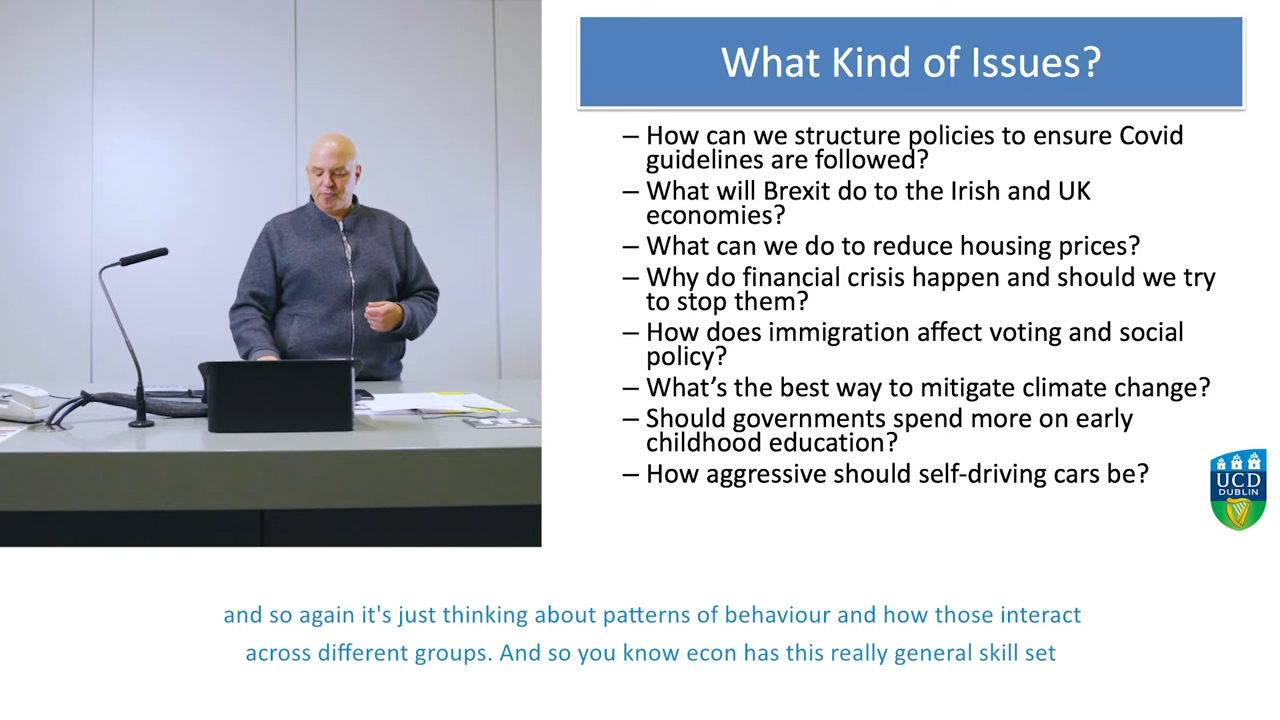 What Kind of Issues?
– How can we structure policies to ensure Covid
guidelines are followed?
– What will Brexit do to the Irish and UK
economies?
– What can we do to reduce housing prices?
– Why do financial crisis happen and should we try
to stop them?
– How does immigration affect voting and social
policy?
– What's the best way to mitigate climate change?
– Should governments spend more on early
childhood education?
– How aggressive should self-driving cars be?
UCD
DUBLIN
and so again it's just thinking about patterns of behaviour and how those interact
across different groups. And so you know econ has this really general skill set